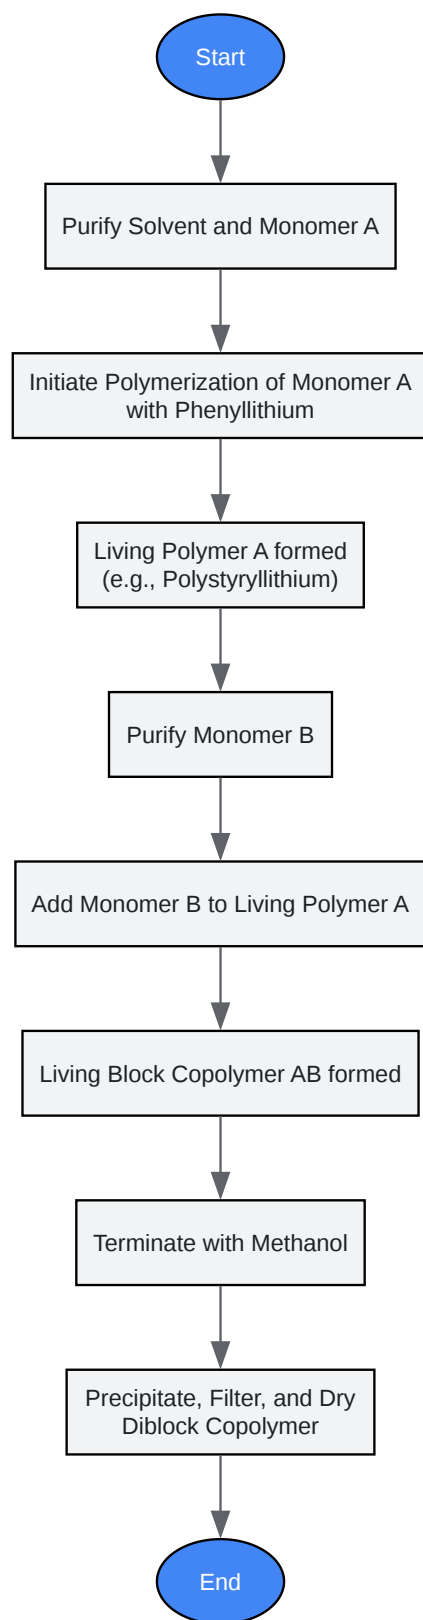 Start
Purify Solvent and Monomer A
Initiate Polymerization of Monomer A
with Phenyllithium
Living Polymer A formed
(e.g., Polystyryllithium)
Purify Monomer B
Add Monomer B to Living Polymer A
Living Block Copolymer AB formed
Terminate with Methanol
Precipitate, Filter, and Dry
Diblock Copolymer
End